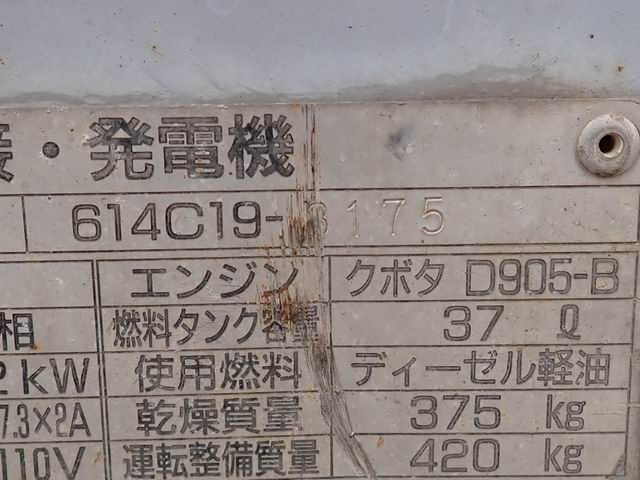 ・発電機
614C19-3175
エンジン クボタ D905-B
相 燃料タンク容量 37 ℓ
2kW 使用燃料 ディーゼル軽油
7.3×2A 乾燥質量 375 kg
110V 運転整備質量 420 kg